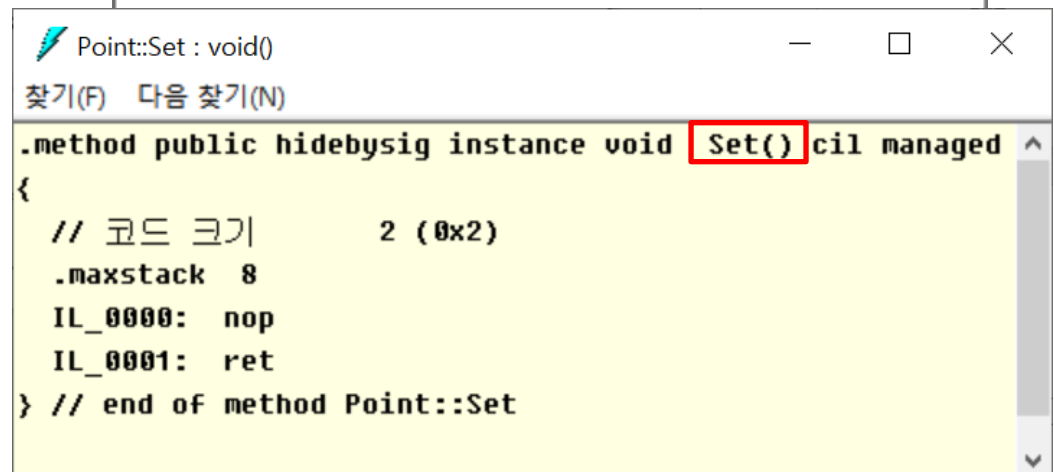 Point::Set : void()
찾기(F) 다음 찾기(N)
.method public hidebysig instance void Set() cil managed
{
// 코드 크기 2 (0x2)
.maxstack 8
IL_0000: nop
IL_0001: ret
} // end of method Point::Set